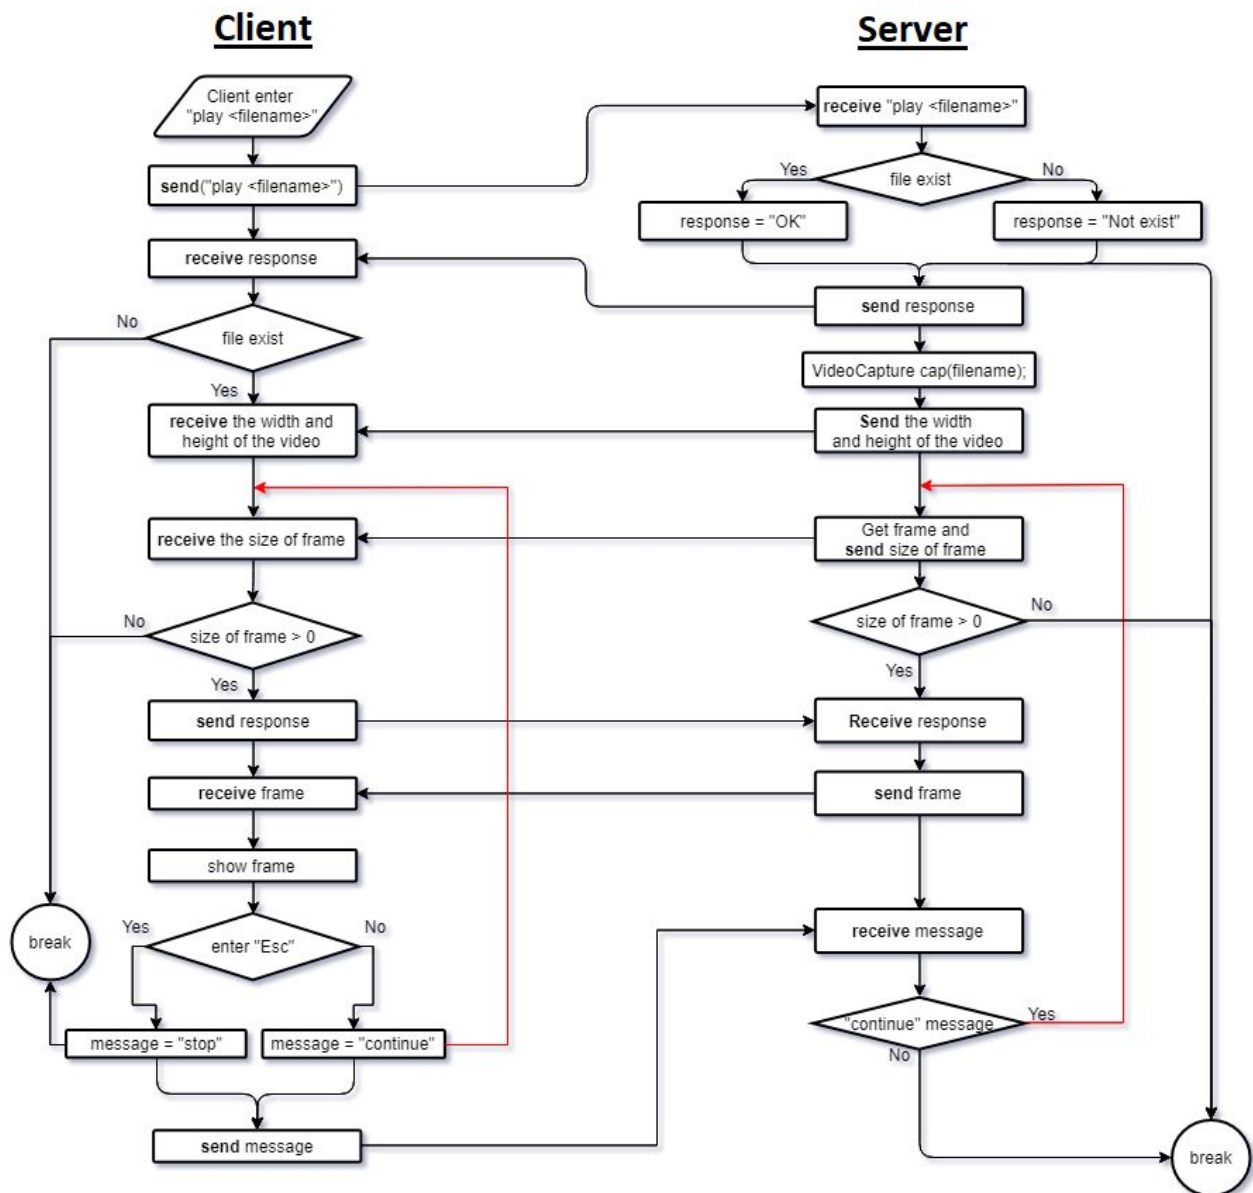 Client
Client enter
"play <filename>"
send("play <filename>")
receive response
No
file exist
Yes
receive the width and
height of the video
receive the size of frame
No
size of frame > 0
Yes
send response
receive frame
show frame
Yes
No
enter "Esc"
break
message = "stop"
message = "continue"
send message
Server
receive "play <filename>"
Yes
file exist
No
response = "OK"
response = "Not exist"
send response
VideoCapture cap(filename);
Send the width
and height of the video
Get frame and
send size of frame
size of frame > 0
No
Yes
Receive response
send frame
receive message
"continue" message
Yes
No
break